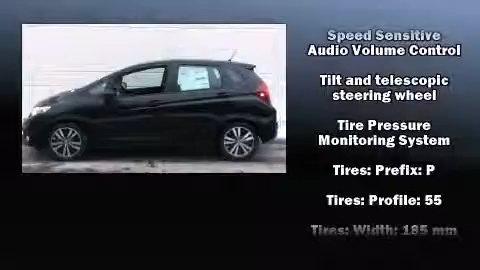 Speed Sensitive
Audio Volume Control
Tilt and telescopic
steering wheel
Tire Pressure
Monitoring System
Tires: Prefix: P
Tires: Profile: 55
Tires: Width: 185 mm